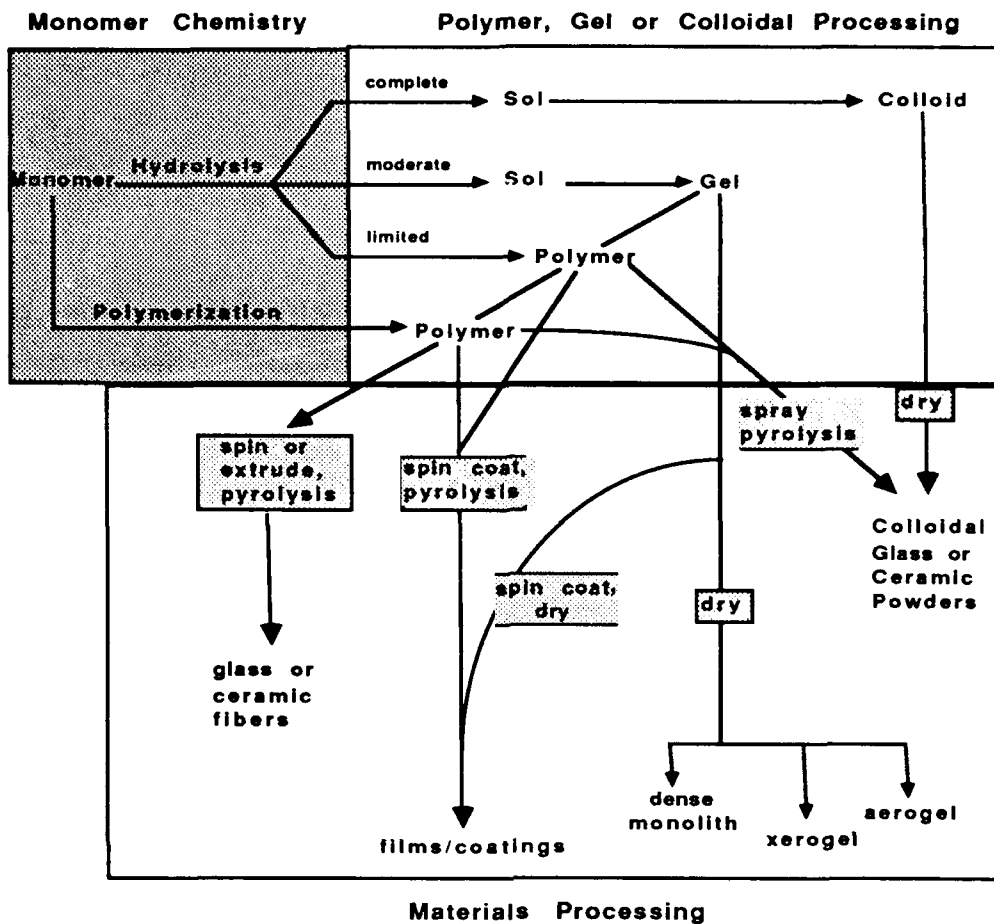 Monomer Chemistry
Polymer, Gel or Colloidal Processing
complete
Sol
Colloid
Monomer
Hydrolysis
moderate
Sol
Gel
limited
Polymer
Polymerization
Polymer
spin or
extrude,
pyrolysis
spin coat,
pyrolysis
spray
pyrolysis
dry
Colloidal
Glass or
Ceramic
Powders
spin coat,
dry
dry
glass or
ceramic
fibers
films/coatings
dense
monolith
xerogel
aerogel
Materials Processing